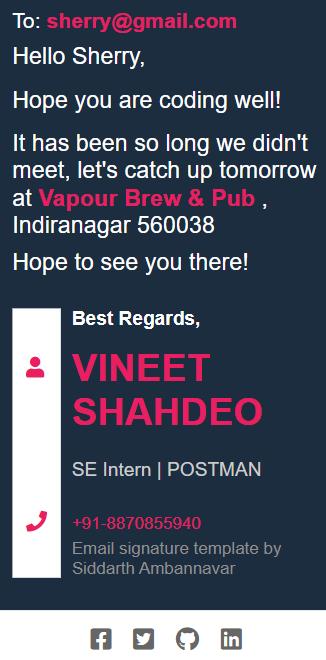 To: sherry@gmail.com
Hello Sherry,
Hope you are coding well!
It has been so long we didn't
meet, let's catch up tomorrow
at Vapour Brew & Pub ,
Indiranagar 560038
Hope to see you there!
Best Regards,
VINEET
SHAHDEO
SE Intern | POSTMAN
+91-8870855940
Email signature template by
Siddarth Ambannavar